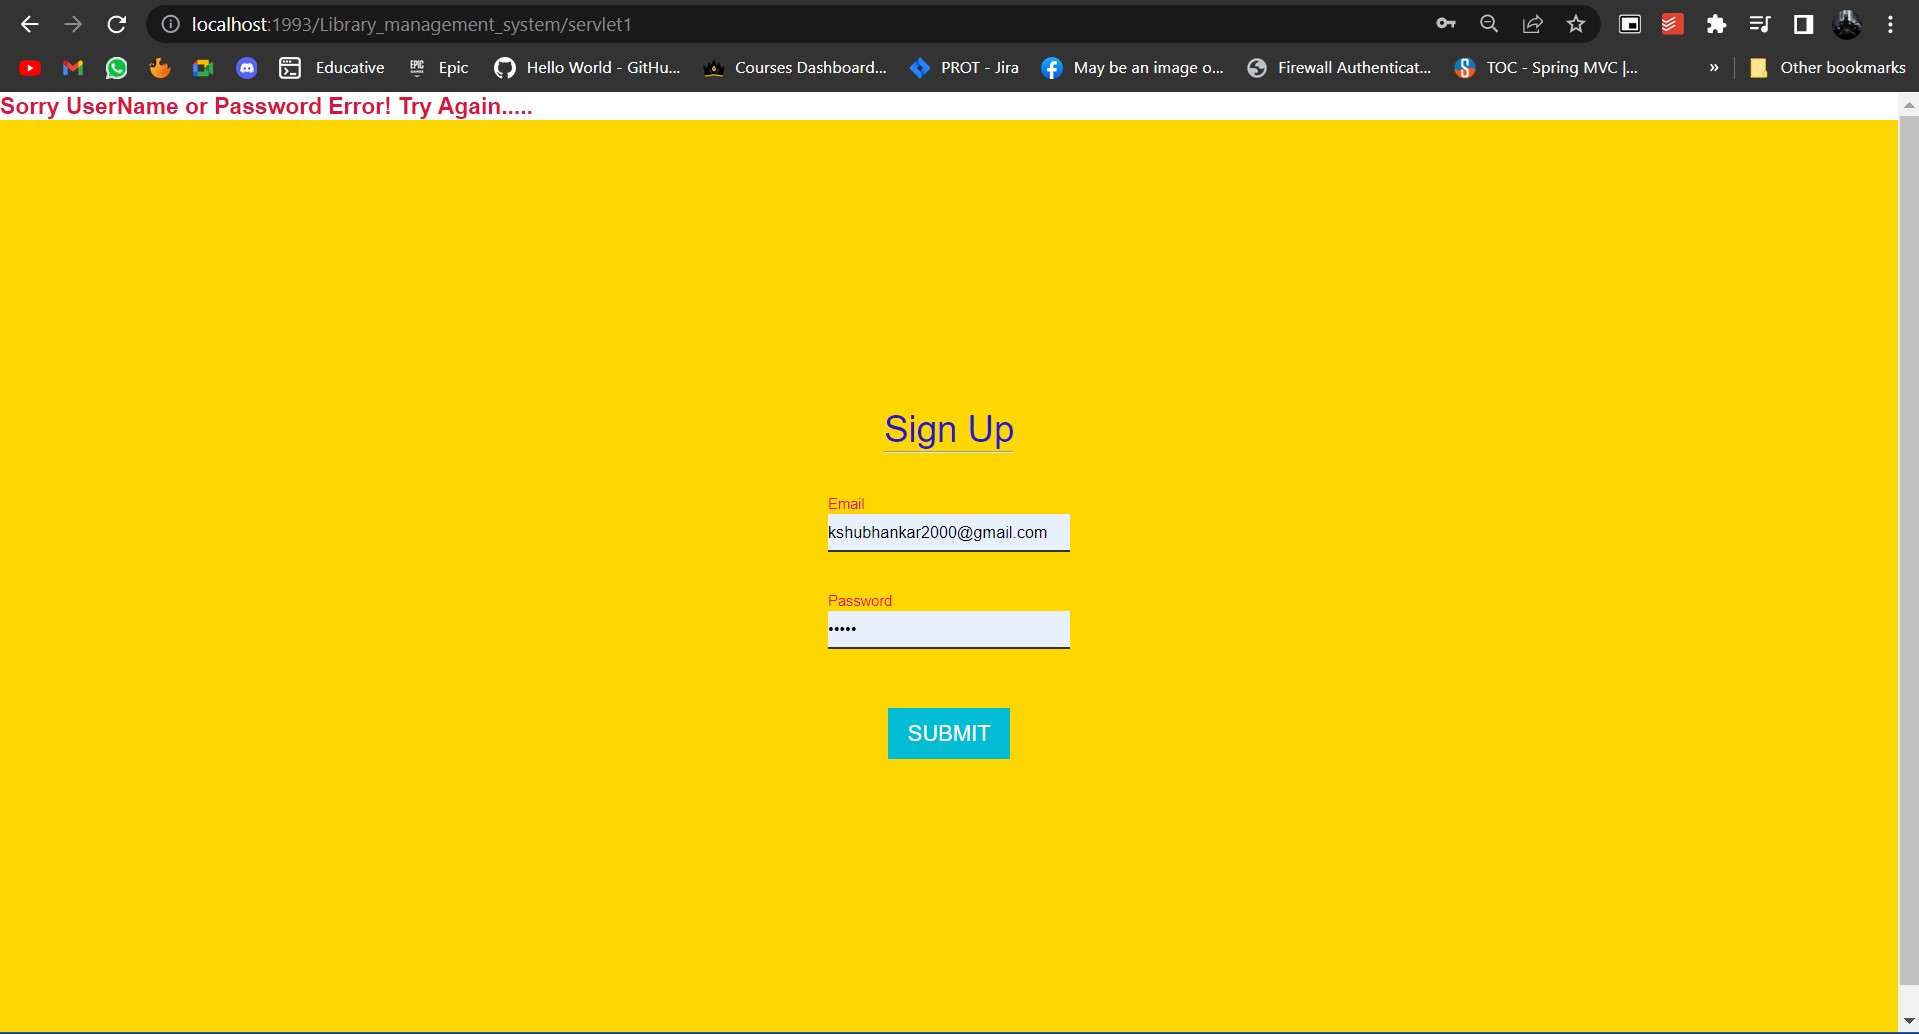 localhost:1993/Library_management_system/servlet1
Educative EPIC GAMES Epic Hello World - GitHu... Courses Dashboard... PROT - Jira May be an image o... Firewall Authenticat... TOC - Spring MVC |... » Other bookmarks
Sorry UserName or Password Error! Try Again.....
Sign Up
Email
kshubhankar2000@gmail.com
Password
•••••
SUBMIT